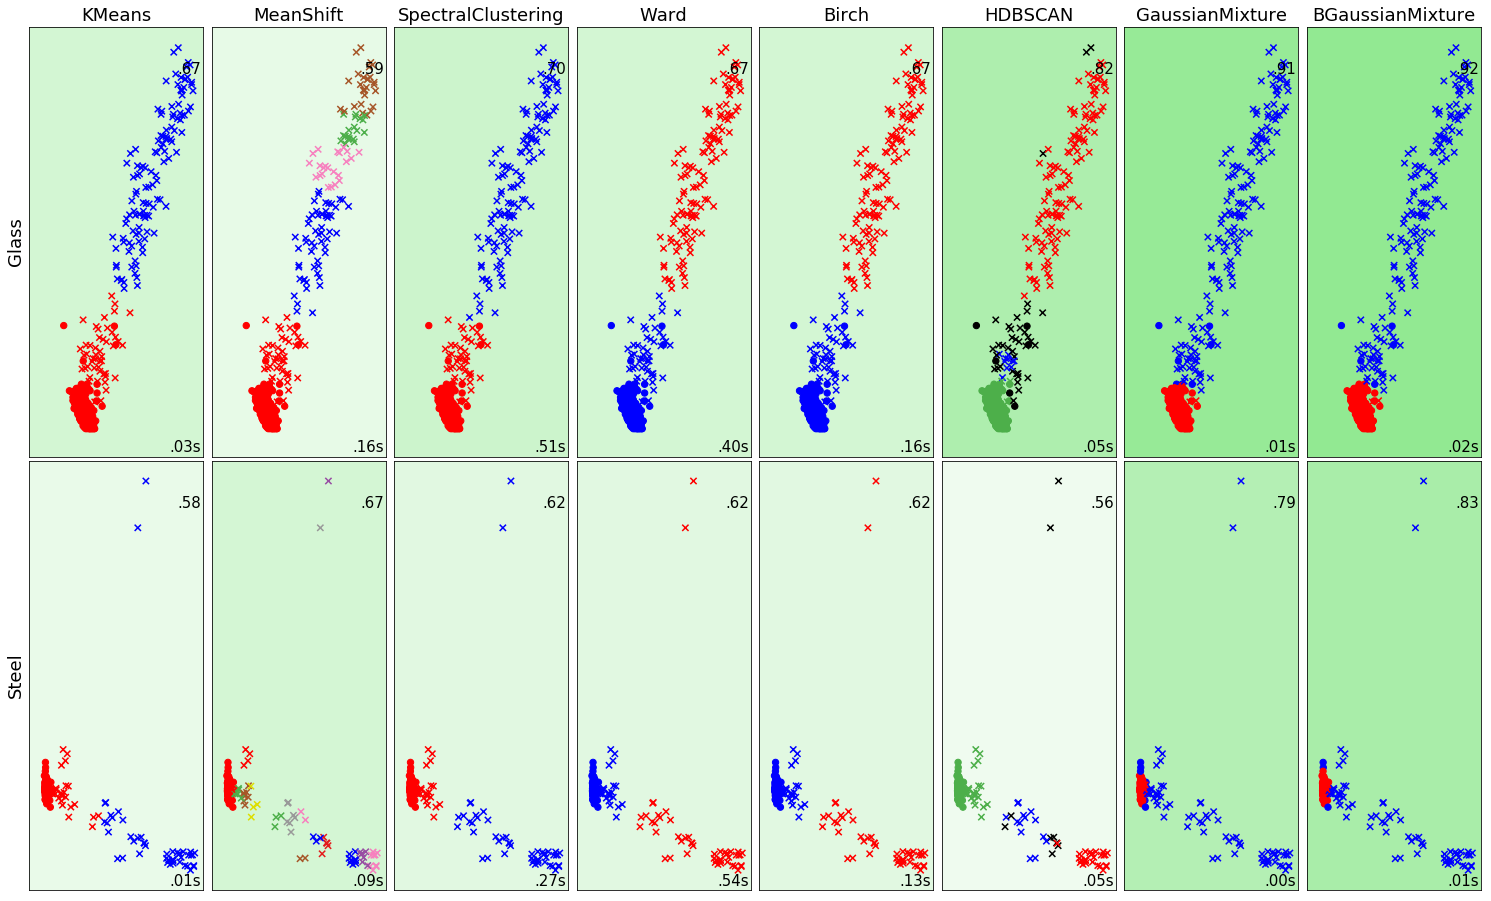 KMeans MeanShift SpectralClustering Ward Birch HDBSCAN GaussianMixture BGaussianMixture
Glass
.67 .59 .70 .67 .67 .82 .91 .92
.03s .16s .51s .40s .16s .05s .01s .02s
Steel
.58 .67 .62 .62 .62 .56 .79 .83
.01s .09s .27s .54s .13s .05s .00s .01s